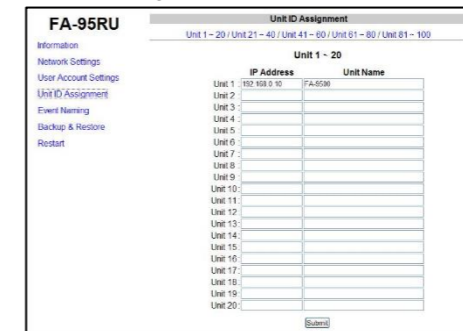 FA-95RU
Information
Network Settings
User Account Settings
Unit ID Assignment
Event Naming
Backup & Restore
Restart
Unit ID Assignment
Unit 1 ~ 20 / Unit 21 ~ 40 / Unit 41 ~ 60 / Unit 61 ~ 80 / Unit 81 ~ 100
Unit 1 ~ 20
IP Address Unit Name
Unit 1 : 192.168.0.10 FA-9500
Unit 2 :
Unit 3 :
Unit 4 :
Unit 5 :
Unit 6 :
Unit 7 :
Unit 8 :
Unit 9 :
Unit 10 :
Unit 11 :
Unit 12 :
Unit 13 :
Unit 14 :
Unit 15 :
Unit 16 :
Unit 17 :
Unit 18 :
Unit 19 :
Unit 20 :
Submit